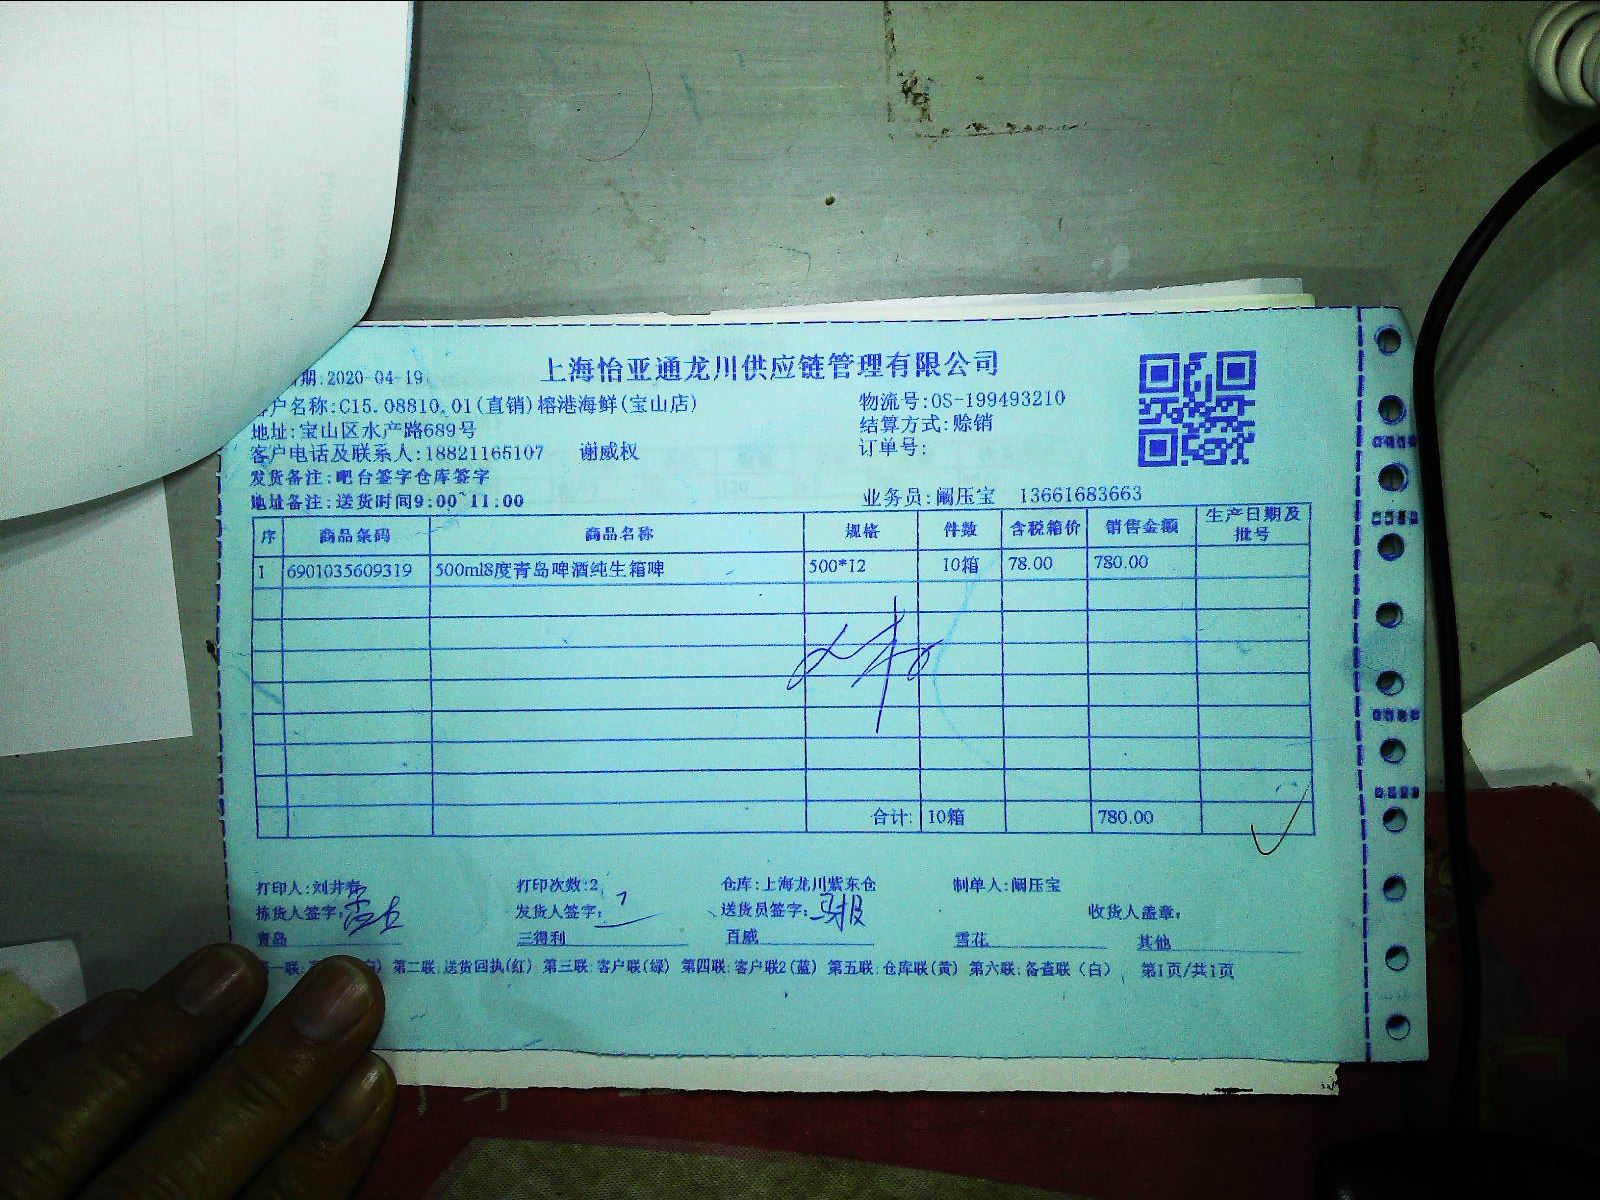 上海怡亚通龙川供应链管理有限公司
期:2020-04-19
户名称:C15.08810.01(直销)榕港海鲜(宝山店)
物流号:OS-199493210
地址:宝山区水产路689号
结算方式:赊销
客户电话及联系人:18821165107 谢威权
订单号:
发货备注:吧台签字仓库签字
地址备注:送货时间9:00~11:00
业务员:阚压宝 13661683663
序 商品条码 商品名称 规格 件数 含税箱价 销售金额 生产日期及批号
1 6901035609319 500ml8度青岛啤酒纯生箱啤 500*12 10箱 78.00 780.00
合计: 10箱 780.00
打印人:刘井春 打印次数:2 仓库:上海龙川紫东仓 制单人:阚压宝
拣货人签字: 发货人签字: 送货员签字: 收货人盖章:
青岛 三得利 百威 雪花 其他
第一联 白) 第二联:送货回执(红) 第三联:客户联(绿) 第四联:客户联2(蓝) 第五联:仓库联(黄) 第六联:备查联(白) 第1页/共1页